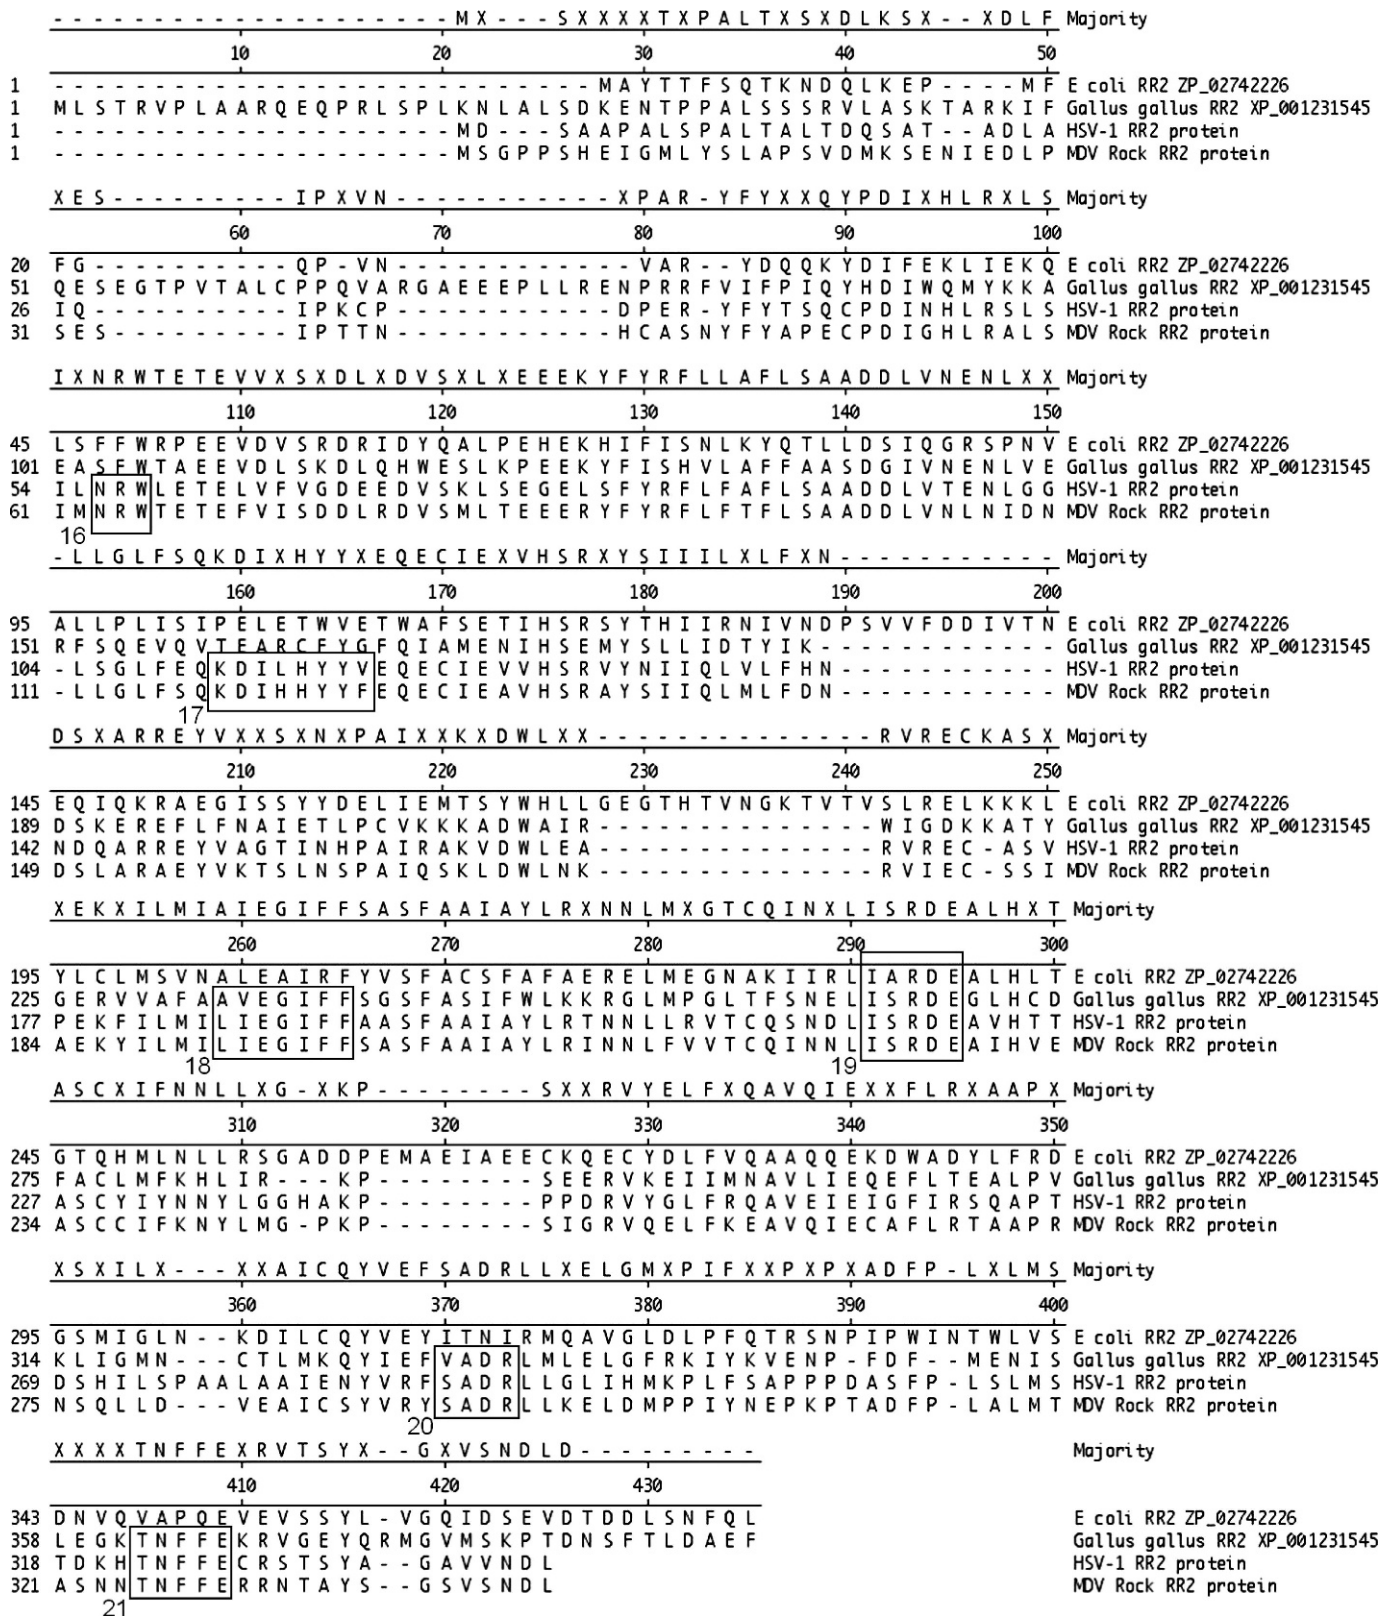 - - - - - - - - - - - - - - - - - - - - M X - - - S X X X X T X P A L T X S X D L K S X - - X D L F Majority
10 20 30 40 50
1 - - - - - - - - - - - - - - - - - - - - - - - - - - - M A Y T T F S Q T K N D Q L K E P - - - - M F E coli RR2 ZP_02742226
1 M L S T R V P L A A R Q E Q P R L S P L K N L A L S D K E N T P P A L S S S R V L A S K T A R K I F Gallus gallus RR2 XP_001231545
1 - - - - - - - - - - - - - - - - - - - - M D - - - S A A P A L S P A L T A L T D Q S A T - - A D L A HSV-1 RR2 protein
1 - - - - - - - - - - - - - - - - - - - - M S G P P S H E I G M L Y S L A P S V D M K S E N I E D L P MDV Rock RR2 protein
X E S - - - - - - - - - I P X V N - - - - - - - - - - - X P A R - Y F Y X X Q Y P D I X H L R X L S Majority
60 70 80 90 100
20 F G - - - - - - - - - - Q P - V N - - - - - - - - - - - - V A R - - Y D Q Q K Y D I F E K L I E K Q E coli RR2 ZP_02742226
51 Q E S E G T P V T A L C P P Q V A R G A E E E P L L R E N P R R F V I F P I Q Y H D I W Q M Y K K A Gallus gallus RR2 XP_001231545
26 I Q - - - - - - - - - - I P K C P - - - - - - - - - - - D P E R - Y F Y T S Q C P D I N H L R S L S HSV-1 RR2 protein
31 S E S - - - - - - - - - I P T T N - - - - - - - - - - - H C A S N Y F Y A P E C P D I G H L R A L S MDV Rock RR2 protein
I X N R W T E T E V V X S X D L X D V S X L X E E E K Y F Y R F L L A F L S A A D D L V N E N L X X Majority
110 120 130 140 150
45 L S F F W R P E E V D V S R D R I D Y Q A L P E H E K H I F I S N L K Y Q T L L D S I Q G R S P N V E coli RR2 ZP_02742226
101 E A S F W T A E E V D L S K D L Q H W E S L K P E E K Y F I S H V L A F F A A S D G I V N E N L V E Gallus gallus RR2 XP_001231545
54 I L N R W L E T E L V F V G D E E D V S K L S E G E L S F Y R F L F A F L S A A D D L V T E N L G G HSV-1 RR2 protein
61 I M N R W T E T E F V I S D D L R D V S M L T E E E R Y F Y R F L F T F L S A A D D L V N L N I D N MDV Rock RR2 protein
16
- L L G L F S Q K D I X H Y Y X E Q E C I E X V H S R X Y S I I I L X L F X N - - - - - - - - - - - Majority
160 170 180 190 200
95 A L L P L I S I P E L E T W V E T W A F S E T I H S R S Y T H I I R N I V N D P S V V F D D I V T N E coli RR2 ZP_02742226
151 R F S Q E V Q V T E A R C F Y G F Q I A M E N I H S E M Y S L L I D T Y I K - - - - - - - - - - - - Gallus gallus RR2 XP_001231545
104 - L S G L F E Q K D I L H Y Y V E Q E C I E V V H S R V Y N I I Q L V L F H N - - - - - - - - - - - HSV-1 RR2 protein
111 - L L G L F S Q K D I H H Y Y F E Q E C I E A V H S R A Y S I I Q L M L F D N - - - - - - - - - - - MDV Rock RR2 protein
17
D S X A R R E Y V X X S X N X P A I X X K X D W L X X - - - - - - - - - - - - - - R V R E C K A S X Majority
210 220 230 240 250
145 E Q I Q K R A E G I S S Y Y D E L I E M T S Y W H L L G E G T H T V N G K T V T V S L R E L K K K L E coli RR2 ZP_02742226
189 D S K E R E F L F N A I E T L P C V K K K A D W A I R - - - - - - - - - - - - - - W I G D K K A T Y Gallus gallus RR2 XP_001231545
142 N D Q A R R E Y V A G T I N H P A I R A K V D W L E A - - - - - - - - - - - - - - R V R E C - A S V HSV-1 RR2 protein
149 D S L A R A E Y V K T S L N S P A I Q S K L D W L N K - - - - - - - - - - - - - - R V I E C - S S I MDV Rock RR2 protein
X E K X I L M I A I E G I F F S A S F A A I A Y L R X N N L M X G T C Q I N X L I S R D E A L H X T Majority
260 270 280 290 300
195 Y L C L M S V N A L E A I R F Y V S F A C S F A F A E R E L M E G N A K I I R L I A R D E A L H L T E coli RR2 ZP_02742226
225 G E R V V A F A A V E G I F F S G S F A S I F W L K K R G L M P G L T F S N E L I S R D E G L H C D Gallus gallus RR2 XP_001231545
177 P E K F I L M I L I E G I F F A A S F A A I A Y L R T N N L L R V T C Q S N D L I S R D E A V H T T HSV-1 RR2 protein
184 A E K Y I L M I L I E G I F F S A S F A A I A Y L R I N N L F V V T C Q I N N L I S R D E A I H V E MDV Rock RR2 protein
18 19
A S C X I F N N L L X G - X K P - - - - - - - - S X X R V Y E L F X Q A V Q I E X X F L R X A A P X Majority
310 320 330 340 350
245 G T Q H M L N L L R S G A D D P E M A E I A E E C K Q E C Y D L F V Q A A Q Q E K D W A D Y L F R D E coli RR2 ZP_02742226
275 F A C L M F K H L I R - - - K P - - - - - - - - S E E R V K E I I M N A V L I E Q E F L T E A L P V Gallus gallus RR2 XP_001231545
227 A S C Y I Y N N Y L G G H A K P - - - - - - - - P P D R V Y G L F R Q A V E I E I G F I R S Q A P T HSV-1 RR2 protein
234 A S C C I F K N Y L M G - P K P - - - - - - - - S I G R V Q E L F K E A V Q I E C A F L R T A A P R MDV Rock RR2 protein
X S X I L X - - - X X A I C Q Y V E F S A D R L L X E L G M X P I F X X P X P X A D F P - L X L M S Majority
360 370 380 390 400
295 G S M I G L N - - K D I L C Q Y V E Y I T N I R M Q A V G L D L P F Q T R S N P I P W I N T W L V S E coli RR2 ZP_02742226
314 K L I G M N - - - C T L M K Q Y I E F V A D R L M L E L G F R K I Y K V E N P - F D F - - M E N I S Gallus gallus RR2 XP_001231545
269 D S H I L S P A A L A A I E N Y V R F S A D R L L G L I H M K P L F S A P P P D A S F P - L S L M S HSV-1 RR2 protein
275 N S Q L L D - - - V E A I C S Y V R Y S A D R L L K E L D M P P I Y N E P K P T A D F P - L A L M T MDV Rock RR2 protein
20
X X X X T N F F E X R V T S Y X - - G X V S N D L D - - - - - - - - - Majority
410 420 430
343 D N V Q V A P Q E V E V S S Y L - V G Q I D S E V D T D D L S N F Q L E coli RR2 ZP_02742226
358 L E G K T N F F E K R V G E Y Q R M G V M S K P T D N S F T L D A E F Gallus gallus RR2 XP_001231545
318 T D K H T N F F E C R S T S Y A - - G A V V N D L HSV-1 RR2 protein
321 A S N N T N F F E R R N T A Y S - - G S V S N D L MDV Rock RR2 protein
21